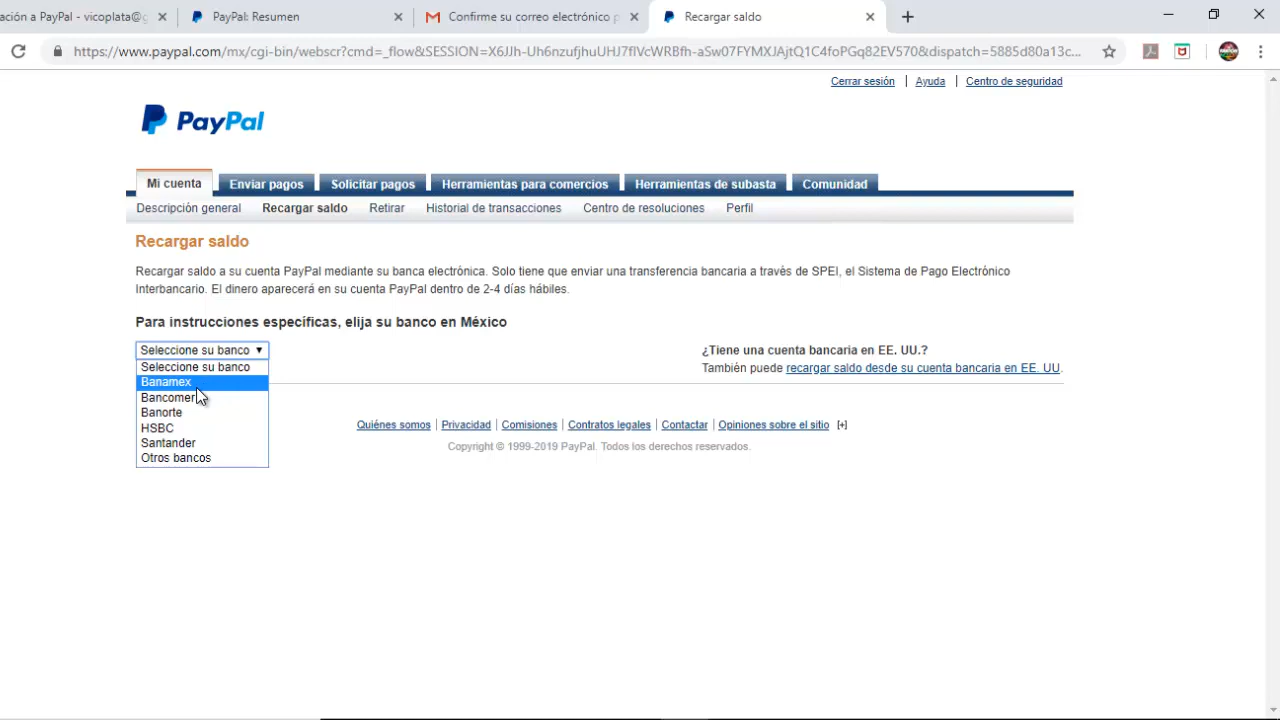 ación a PayPal - vicoplata@g
PayPal: Resumen
Confirme su correo electrónico p
Recargar saldo
https://www.paypal.com/mx/cgi-bin/webscr?cmd=_flow&SESSION=X6JJh-Uh6nzufjhuUHJ7flVcWRBfh-aSw07FYMXJAjtQ1C4foPGq82EV570&dispatch=5885d80a13c...
Cerrar sesión | Ayuda | Centro de seguridad
PayPal
Mi cuenta Enviar pagos Solicitar pagos Herramientas para comercios Herramientas de subasta Comunidad
Descripción general Recargar saldo Retirar Historial de transacciones Centro de resoluciones Perfil
Recargar saldo
Recargar saldo a su cuenta PayPal mediante su banca electrónica. Solo tiene que enviar una transferencia bancaria a través de SPEI, el Sistema de Pago Electrónico
Interbancario. El dinero aparecerá en su cuenta PayPal dentro de 2-4 días hábiles.
Para instrucciones específicas, elija su banco en México
Seleccione su banco
Seleccione su banco
Banamex
Bancomer
Banorte
HSBC
Santander
Otros bancos
¿Tiene una cuenta bancaria en EE. UU.?
También puede recargar saldo desde su cuenta bancaria en EE. UU.
Quiénes somos | Privacidad | Comisiones | Contratos legales | Contactar | Opiniones sobre el sitio [+]
Copyright © 1999-2019 PayPal. Todos los derechos reservados.